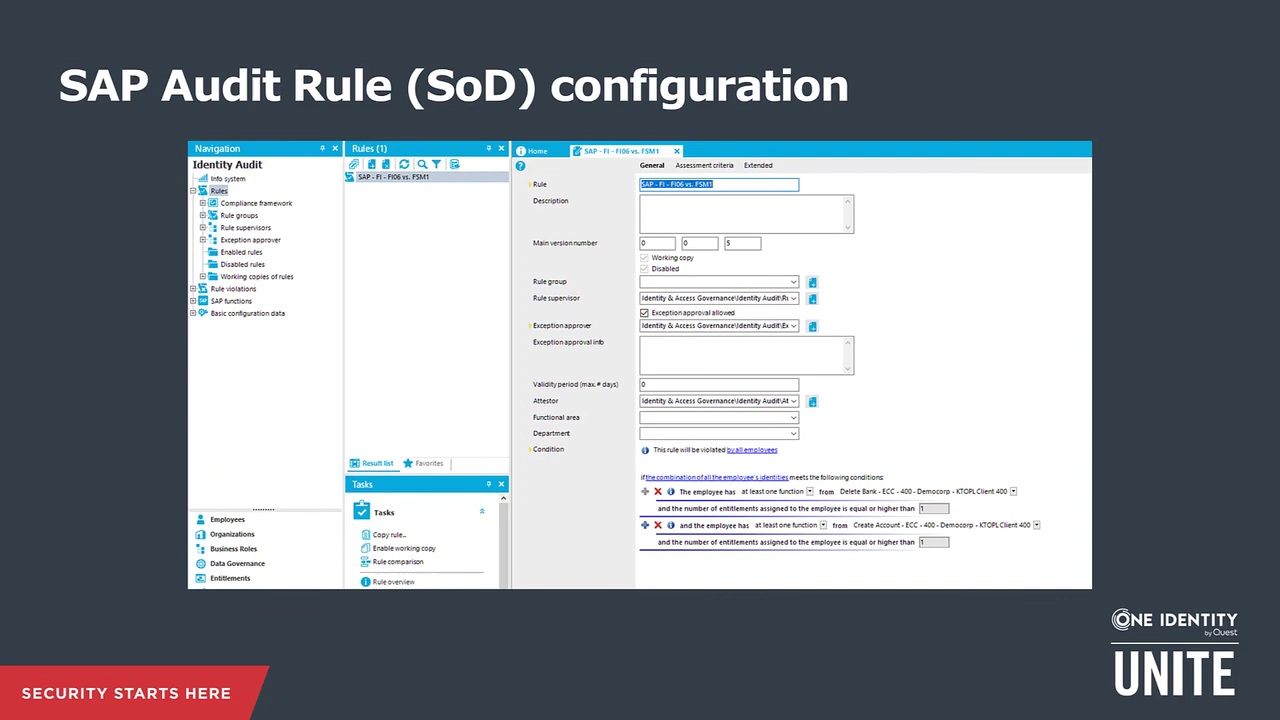 SAP Audit Rule (SoD) configuration
Navigation
Identity Audit
Info system
Rules
Compliance framework
Rule groups
Rule supervisors
Exception approver
Enabled rules
Disabled rules
Working copies of rules
Rule violations
SAP functions
Basic configuration data
Employees
Organizations
Business Roles
Data Governance
Entitlements
Rules (1)
SAP - FI - FI06 vs. FSM1
Result list
Favorites
Tasks
Tasks
Copy rule...
Enable working copy
Rule comparison
Rule overview
Home
SAP - FI - FI06 vs. FSM1
General Assessment criteria Extended
Rule SAP - FI - FI06 vs. FSM1
Description
Main version number 0 0 5
Working copy
Disabled
Rule group
Rule supervisor Identity & Access Governance\Identity Audit\Ru
Exception approval allowed
Exception approver Identity & Access Governance\Identity Audit\Ex
Exception approval info
Validity period (max. # days) 0
Attestor Identity & Access Governance\Identity Audit\At
Functional area
Department
Condition This rule will be violated by all employees
if the combination of all the employee's identities meets the following conditions:
The employee has at least one function from Delete Bank - ECC - 400 - Democorp - KTOPL Client 400
and the number of entitlements assigned to the employee is equal or higher than 1
and the employee has at least one function from Create Account - ECC - 400 - Democorp - KTOPL Client 400
and the number of entitlements assigned to the employee is equal or higher than 1
SECURITY STARTS HERE
ONE IDENTITY
by Quest
UNITE